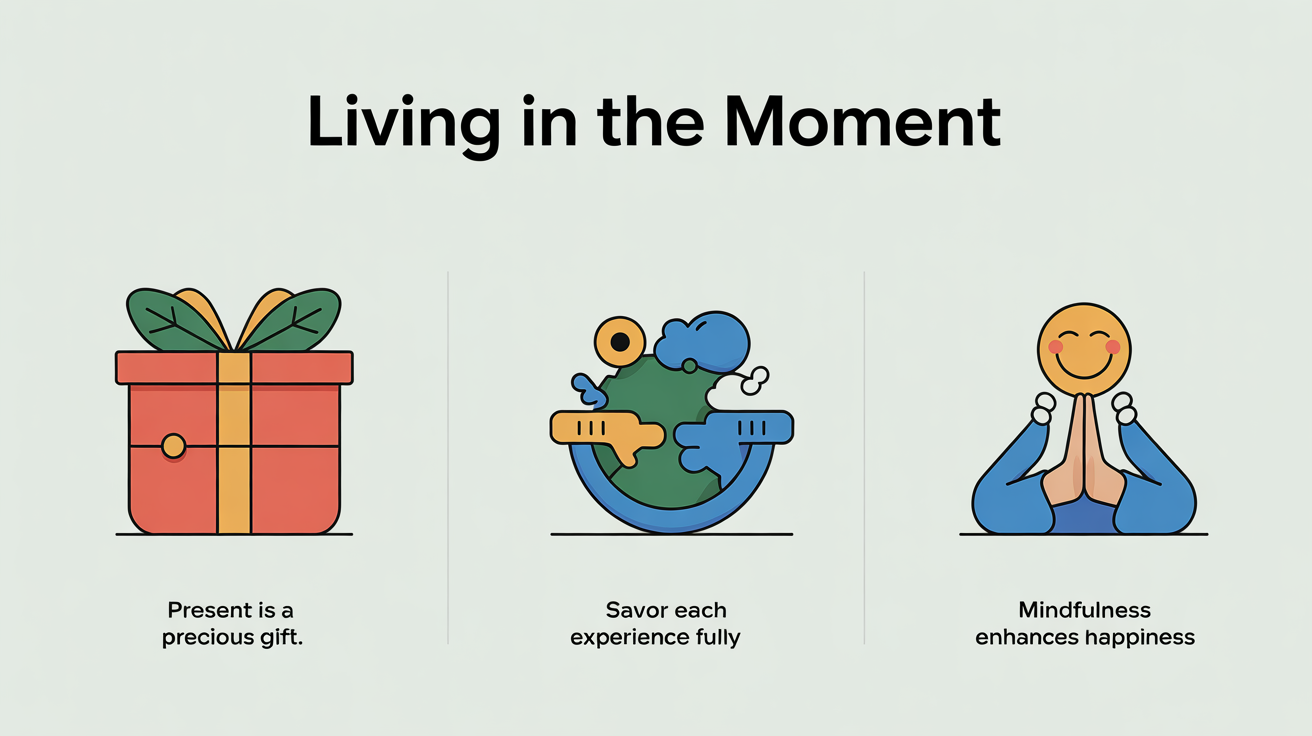 Living in the Moment
Present is a
precious gift.
Savor each
experience fully
Mindfulness
enhances happiness